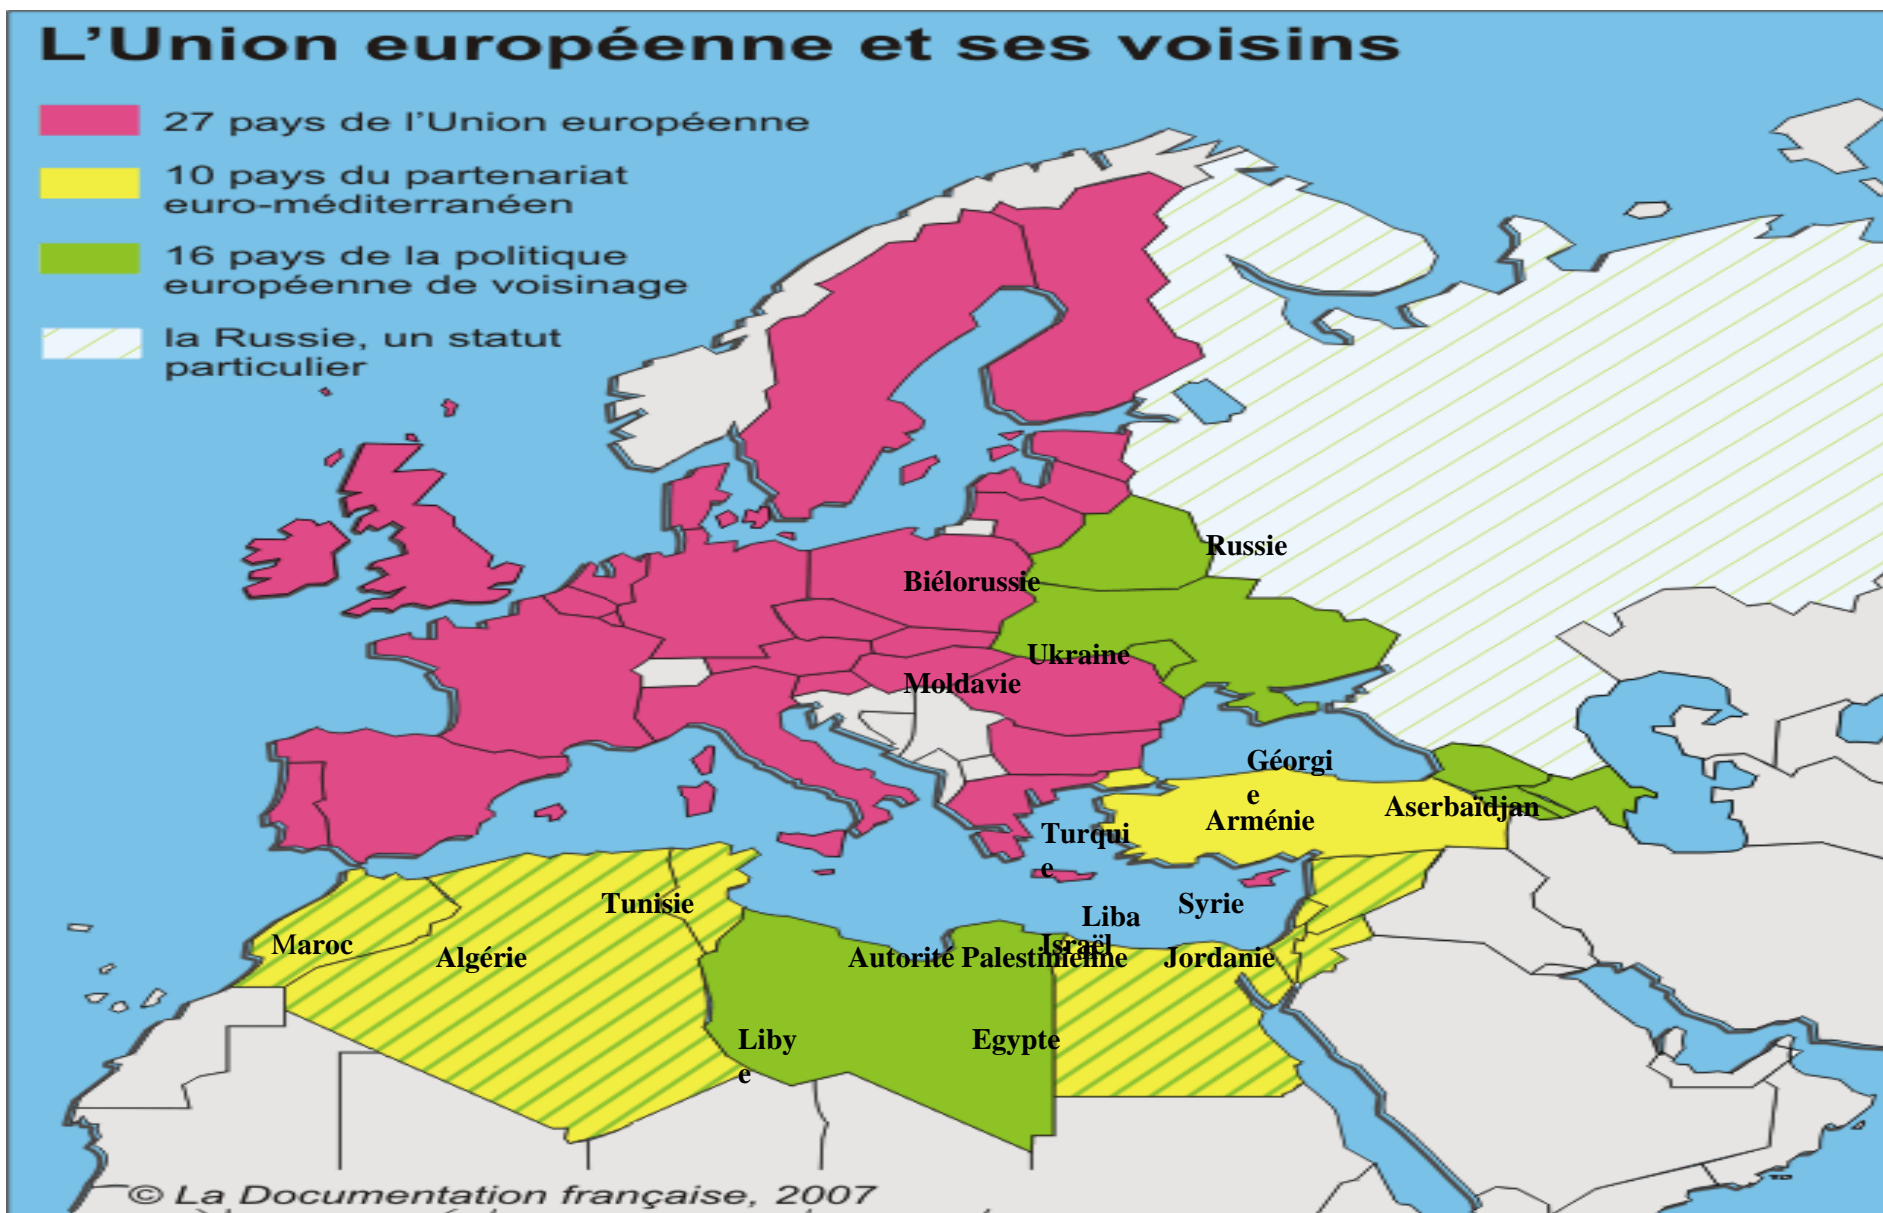 L'Union européenne et ses voisins
27 pays de l'Union européenne
10 pays du partenariat
euro-méditerranéen
16 pays de la politique
européenne de voisinage
la Russie, un statut
particulier
Russie
Biélorussie
Ukraine
Moldavie
Géorgi
e
Aserbaïdjan
Arménie
Turqui
e
Tunisie
Syrie
Liba
Israël
Maroc
Algérie
Autorité Palestinienne
Jordanie
Liby
e
Egypte
© La Documentation française, 2007